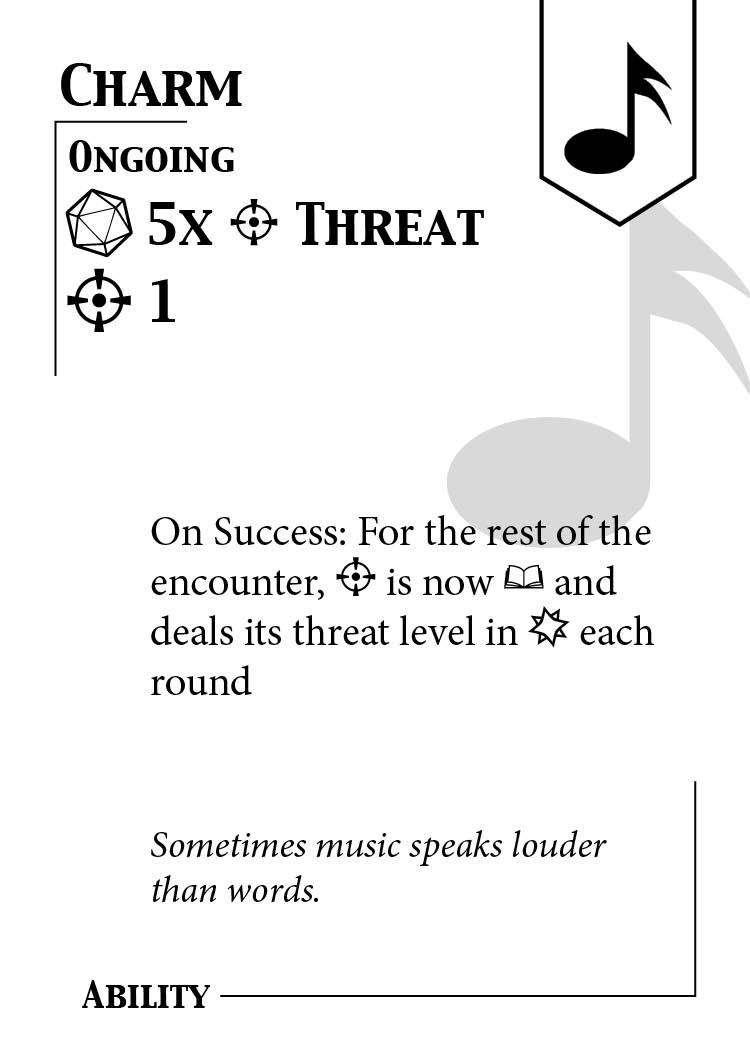 Charm
Ongoing
5x Threat
1
On Success: For the rest of the
encounter, is now and
deals its threat level in each
round
Sometimes music speaks louder
than words.
Ability